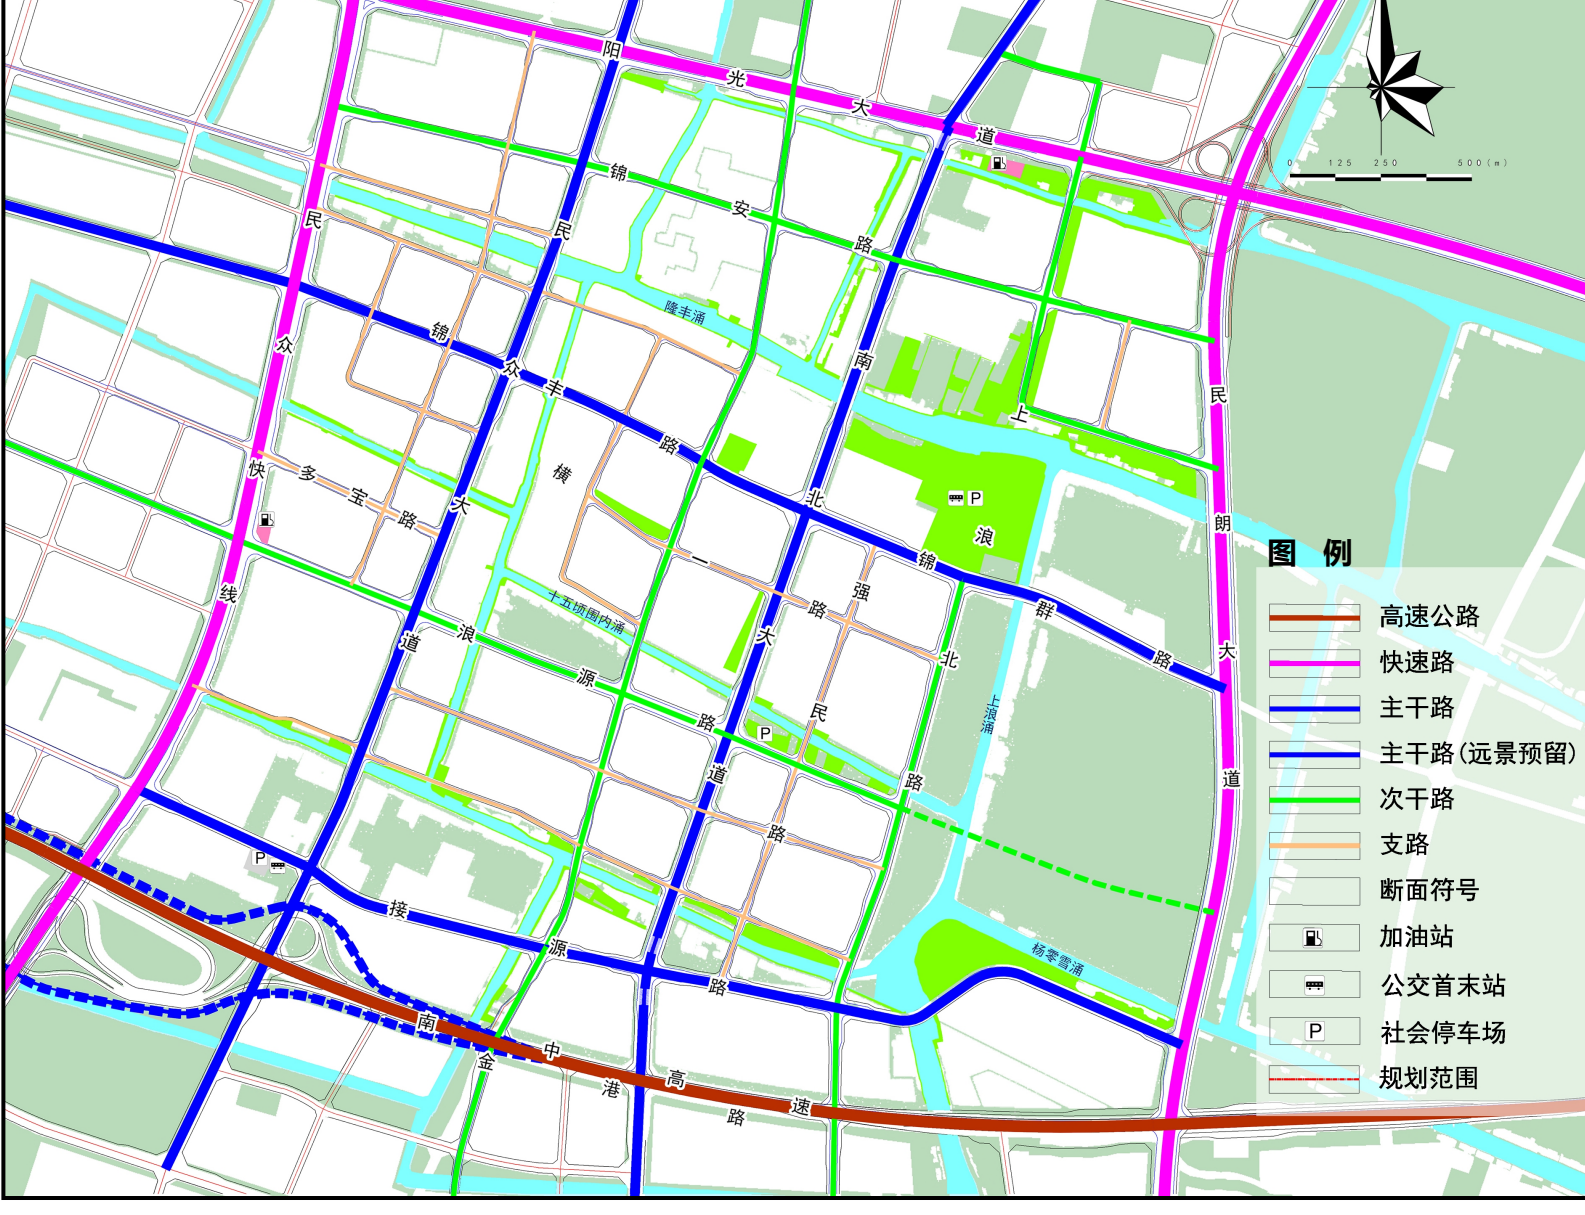 阳光大道
0 125 250 500(m)
锦安路
民众快线
民众大道
锦丰路
隆丰涌
南北大道
上浪北路
多宝路
横一路
浪源路
十五顷围内涌
强民路
锦群路
上浪涌
民朗大道
接源路
杨零雪涌
南中高速
金港路
图 例
高速公路
快速路
主干路
主干路(远景预留)
次干路
支路
断面符号
加油站
公交首末站
P 社会停车场
规划范围
P
P
P